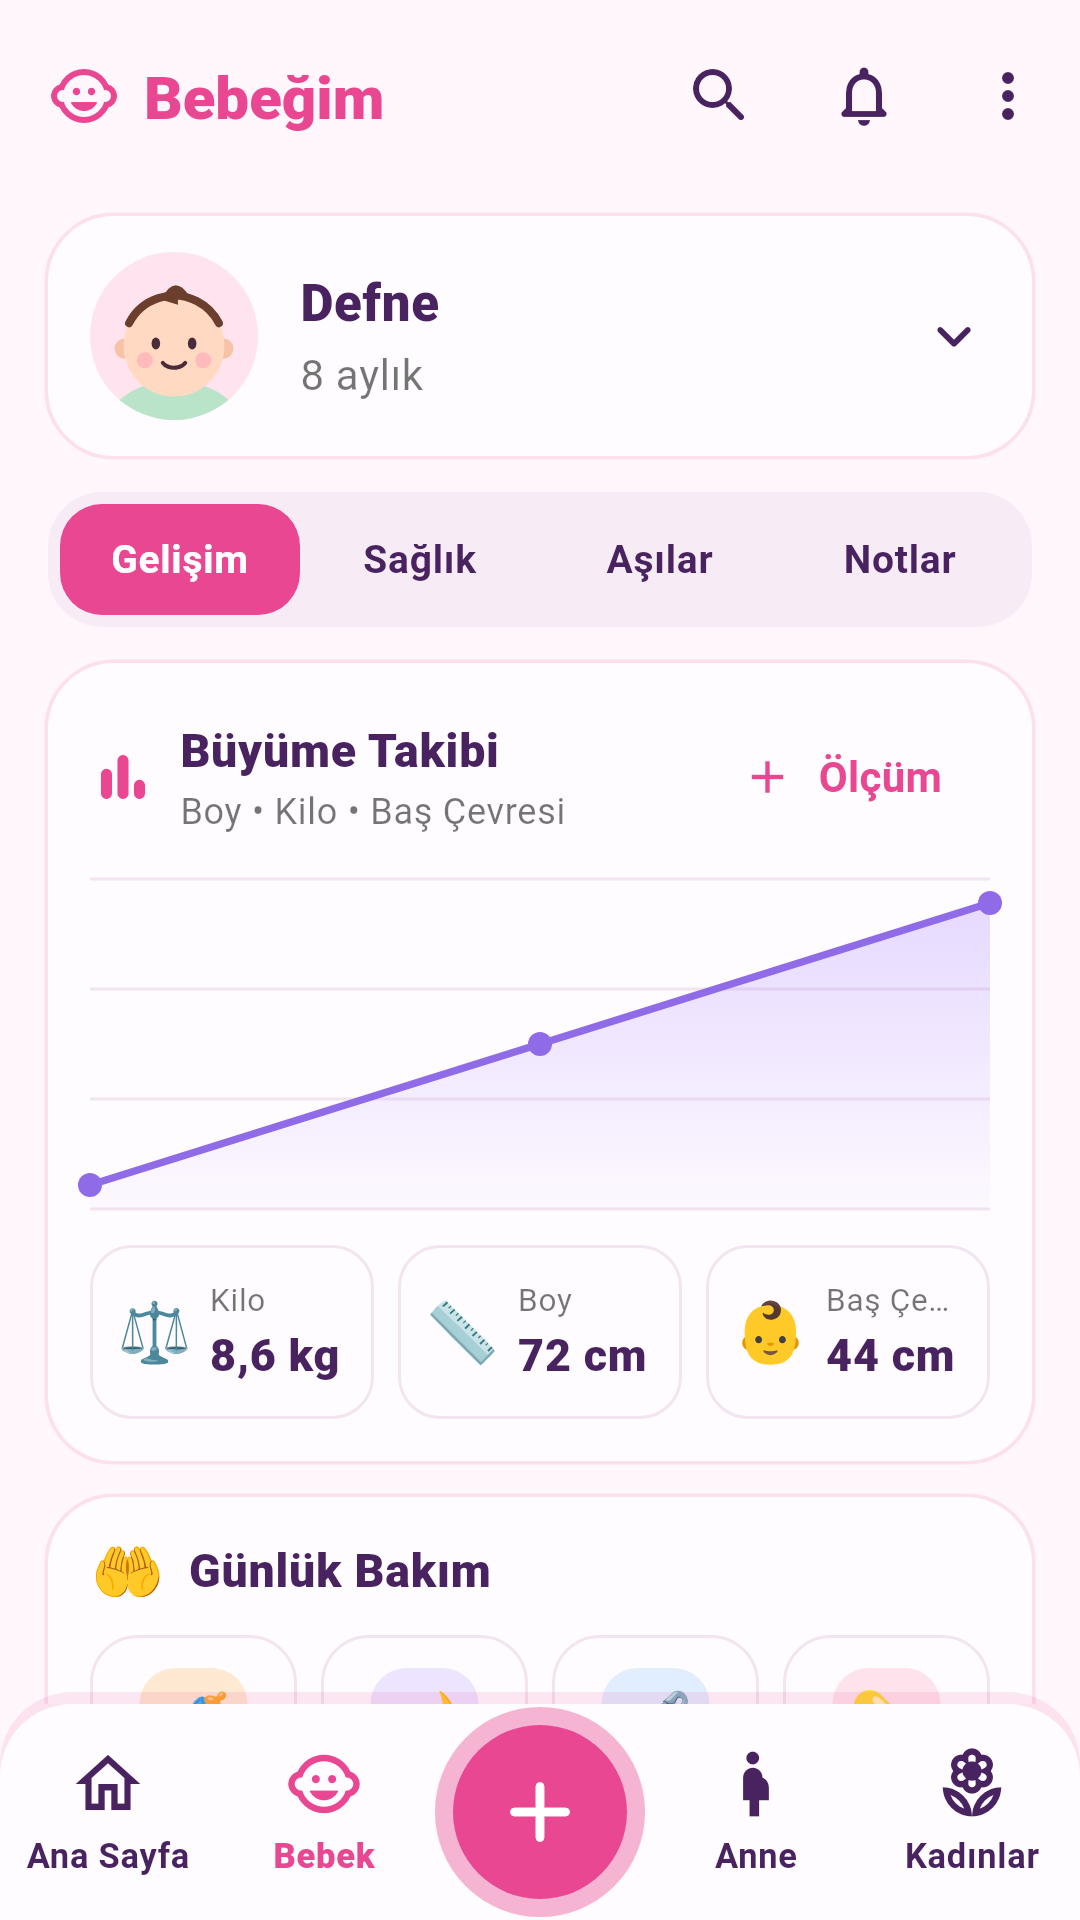 Bebeğim
Defne
8 aylık
Gelişim Sağlık Aşılar Notlar
Büyüme Takibi
Boy • Kilo • Baş Çevresi
Ölçüm
Kilo
8,6 kg
Boy
72 cm
Baş Çe...
44 cm
Günlük Bakım
Ana Sayfa Bebek Anne Kadınlar